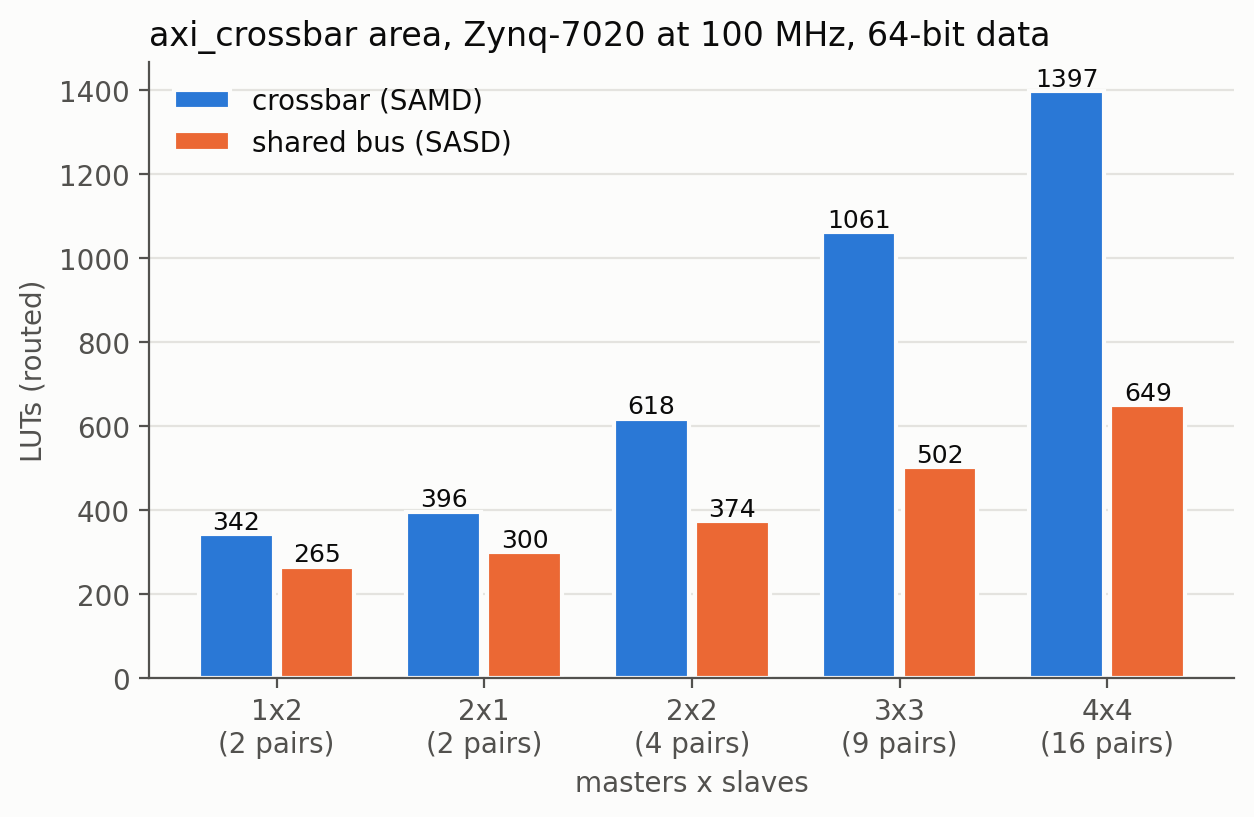 axi_crossbar area, Zynq-7020 at 100 MHz, 64-bit data
crossbar (SAMD)
shared bus (SASD)
LUTs (routed)
1400
1200
1000
800
600
400
200
0
342
265
396
300
618
374
1061
502
1397
649
1x2
(2 pairs)
2x1
(2 pairs)
2x2
(4 pairs)
3x3
(9 pairs)
4x4
(16 pairs)
masters x slaves